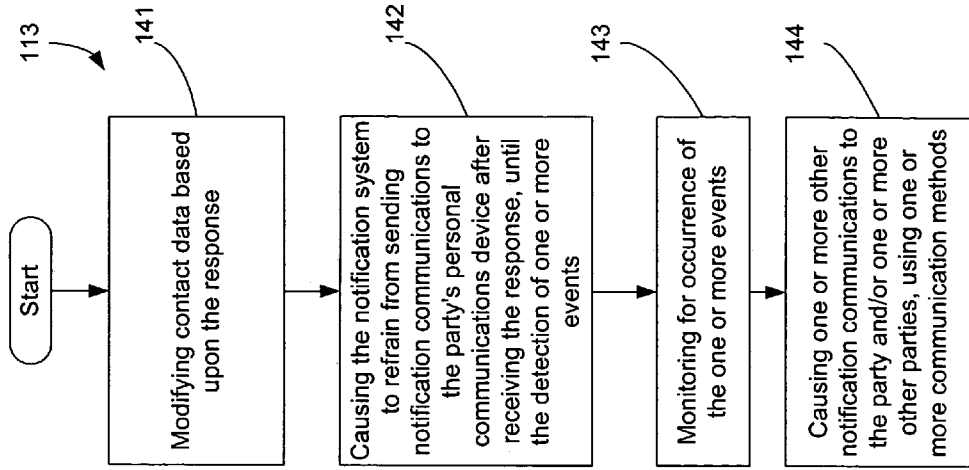 113
Start
141
Modifying contact data based
upon the response
142
Causing the notification system
to refrain from sending
notification communications to
the party's personal
communications device after
receiving the response, until
the detection of one or more
events
143
Monitoring for occurrence of
the one or more events
144
Causing one or more other
notification communications to
the party and/or one or more
other parties, using one or
more communication methods